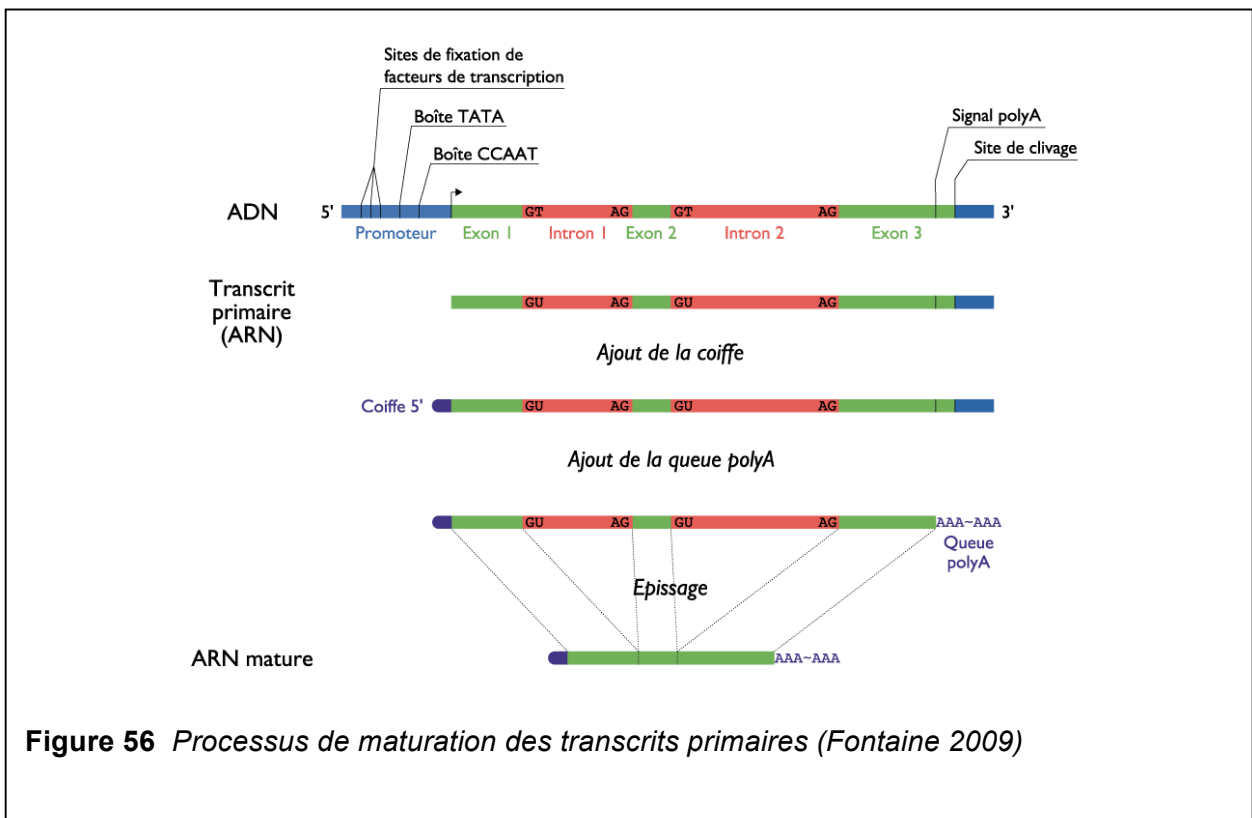 Sites de fixation de
facteurs de transcription
Boîte TATA
Boîte CCAAT
Signal polyA
Site de clivage
ADN
5'
GT
AG
GT
AG
3'
Promoteur
Exon 1
Intron 1
Exon 2
Intron 2
Exon 3
Transcrit
primaire
(ARN)
GU
AG
GU
AG
Ajout de la coiffe
Coiffe 5'
GU
AG
GU
AG
Ajout de la queue polyA
GU
AG
GU
AG
AAA~AAA
Queue
polyA
Epissage
ARN mature
AAA~AAA
Figure 56 Processus de maturation des transcrits primaires (Fontaine 2009)